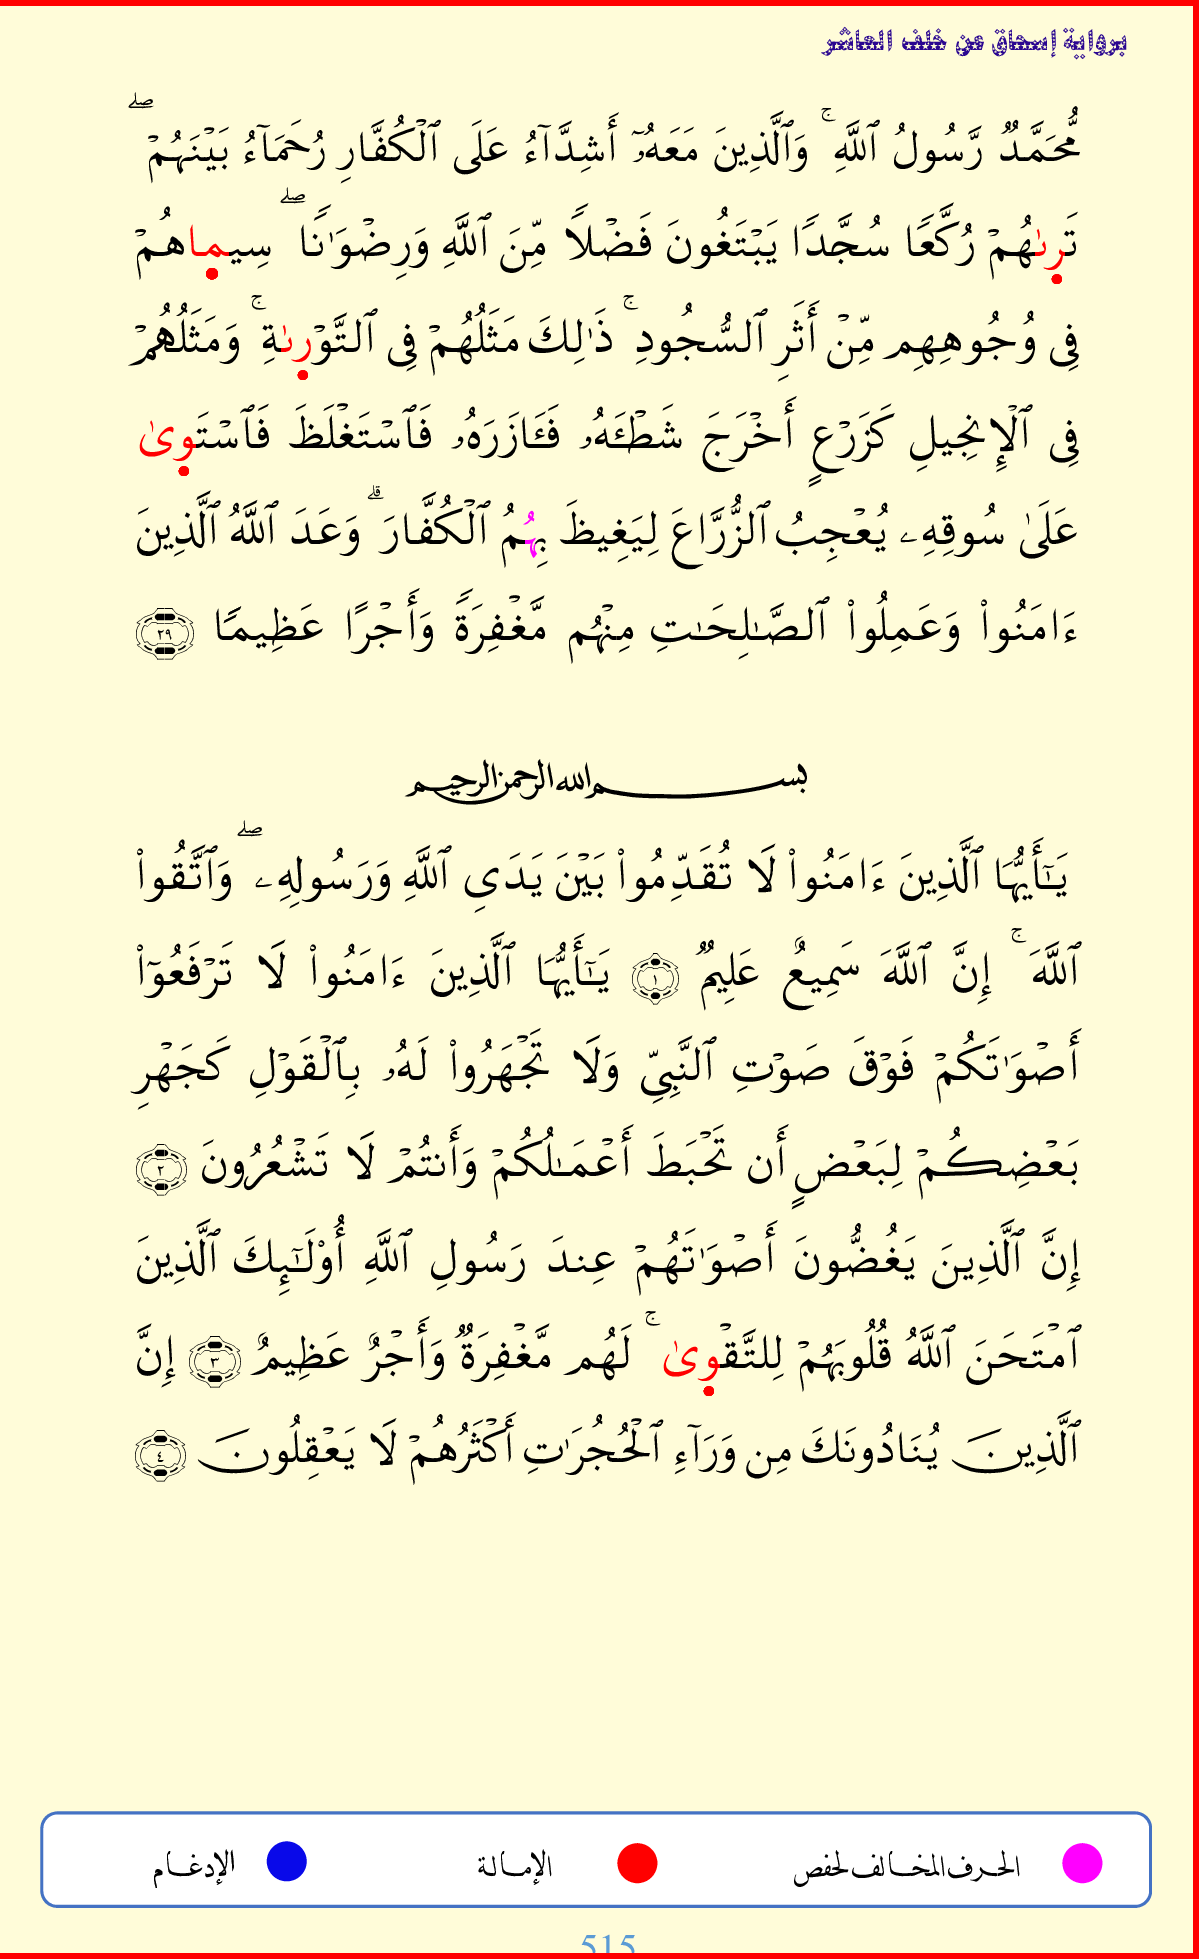 برواية إسحاق عن خلف العاشر
مُّحَمَّدٌ رَّسُولُ ٱللَّهِ ۚ وَٱلَّذِينَ مَعَهُۥٓ أَشِدَّآءُ عَلَى ٱلْكُفَّارِ رُحَمَآءُ بَيْنَهُمْ ۖ
تَرِىٰهُمْ رُكَّعًا سُجَّدًا يَبْتَغُونَ فَضْلًا مِّنَ ٱللَّهِ وَرِضْوَٰنًا ۖ سِيماهُمْ
فِى وُجُوهِهِم مِّنْ أَثَرِ ٱلسُّجُودِ ۚ ذَٰلِكَ مَثَلُهُمْ فِى ٱلتَّوْرِىٰةِ ۚ وَمَثَلُهُمْ
فِى ٱلْإِنجِيلِ كَزَرْعٍ أَخْرَجَ شَطْـَٔهُۥ فَـَٔازَرَهُۥ فَٱسْتَغْلَظَ فَٱسْتَوِىٰ
عَلَىٰ سُوقِهِۦ يُعْجِبُ ٱلزُّرَّاعَ لِيَغِيظَ بِهُمُ ٱلْكُفَّارَ ۗ وَعَدَ ٱللَّهُ ٱلَّذِينَ
ءَامَنُوا۟ وَعَمِلُوا۟ ٱلصَّـٰلِحَـٰتِ مِنْهُم مَّغْفِرَةً وَأَجْرًا عَظِيمًا ٢٩
بسم الله الرحمن الرحيم
يَـٰٓأَيُّهَا ٱلَّذِينَ ءَامَنُوا۟ لَا تُقَدِّمُوا۟ بَيْنَ يَدَىِ ٱللَّهِ وَرَسُولِهِۦ ۖ وَٱتَّقُوا۟
ٱللَّهَ ۚ إِنَّ ٱللَّهَ سَمِيعٌ عَلِيمٌ ١ يَـٰٓأَيُّهَا ٱلَّذِينَ ءَامَنُوا۟ لَا تَرْفَعُوٓا۟
أَصْوَٰتَكُمْ فَوْقَ صَوْتِ ٱلنَّبِىِّ وَلَا تَجْهَرُوا۟ لَهُۥ بِٱلْقَوْلِ كَجَهْرِ
بَعْضِكُمْ لِبَعْضٍ أَن تَحْبَطَ أَعْمَـٰلُكُمْ وَأَنتُمْ لَا تَشْعُرُونَ ٢
إِنَّ ٱلَّذِينَ يَغُضُّونَ أَصْوَٰتَهُمْ عِندَ رَسُولِ ٱللَّهِ أُو۟لَـٰٓئِكَ ٱلَّذِينَ
ٱمْتَحَنَ ٱللَّهُ قُلُوبَهُمْ لِلتَّقْوِىٰ ۚ لَهُم مَّغْفِرَةٌ وَأَجْرٌ عَظِيمٌ ٣ إِنَّ
ٱلَّذِينَ يُنَادُونَكَ مِن وَرَآءِ ٱلْحُجُرَٰتِ أَكْثَرُهُمْ لَا يَعْقِلُونَ ٤
الحرف المخالف لحفص الإمالة الإدغام
515